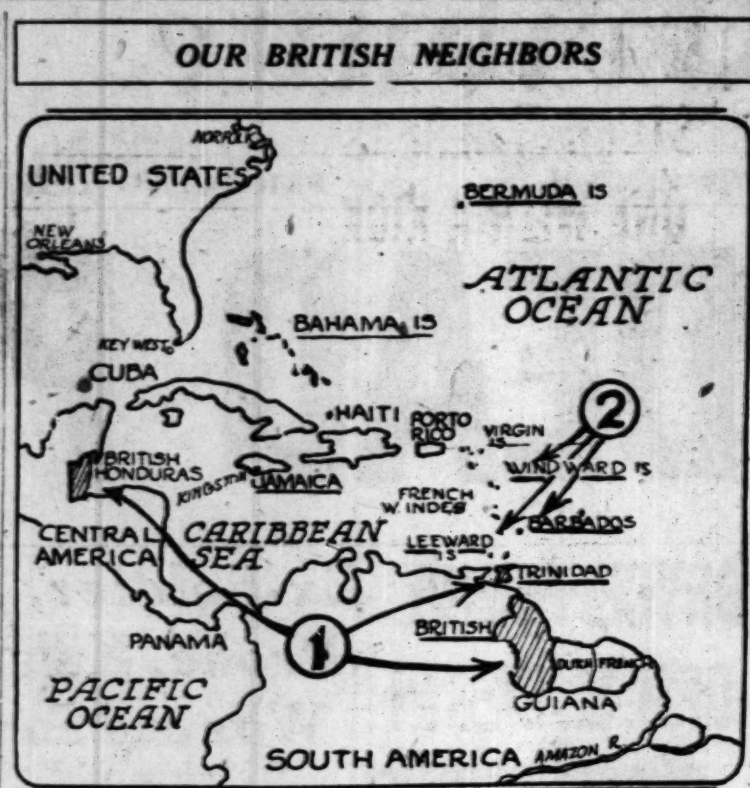 OUR BRITISH NEIGHBORS
NORFOLK
UNITED STATES
BERMUDA IS
NEW
ORLEANS
ATLANTIC
OCEAN
BAHAMA IS
KEY WEST
CUBA
2
HAITI
PORTO
RICO
VIRGIN
IS.
WINDWARD IS
BRITISH
HONDURAS
KINGSTON
JAMAICA
FRENCH
W. INDES
BARBADOS
CENTRAL
AMERICA
CARIBBEAN
SEA
LEEWARD
IS
TRINIDAD
BRITISH
1
PANAMA
DUTCH
FRENCH
GUIANA
PACIFIC
OCEAN
SOUTH AMERICA
AMAZON R.